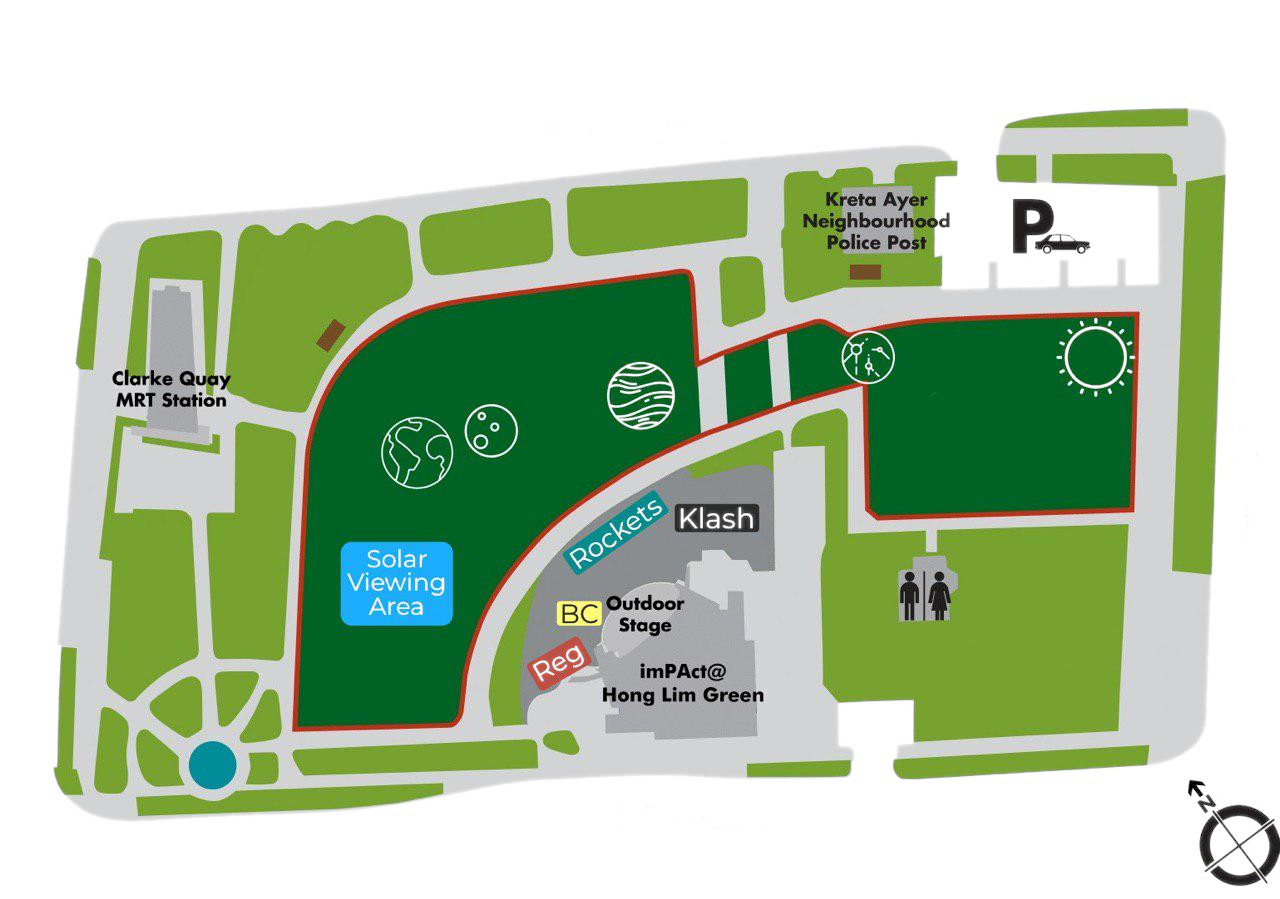 Kreta Ayer
Neighbourhood
Police Post
P
Clarke Quay
MRT Station
Rockets
Klash
Solar
Viewing
Area
BC
Outdoor
Stage
Reg
imPAct@
Hong Lim Green
N